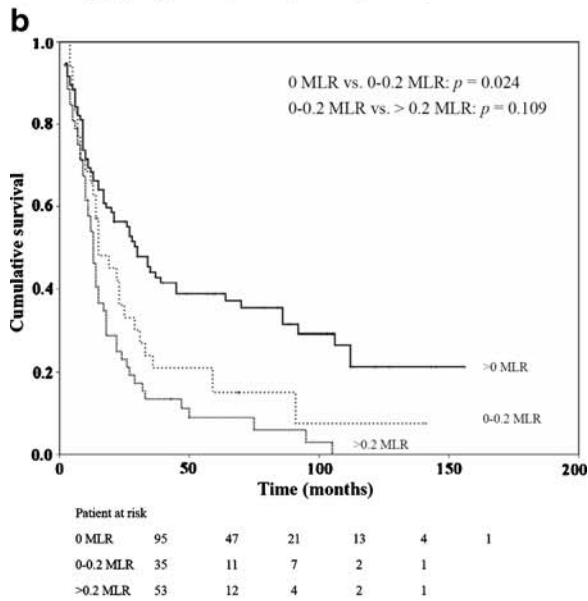 b
1.0
0 MLR vs. 0-0.2 MLR: p = 0.024
0-0.2 MLR vs. > 0.2 MLR: p = 0.109
0.8
0.6
Cumulative survival
0.4
>0 MLR
0.2
0-0.2 MLR
>0.2 MLR
0.0
0 50 100 150 200
Time (months)
Patient at risk
0 MLR 95 47 21 13 4 1
0-0.2 MLR 35 11 7 2 1
>0.2 MLR 53 12 4 2 1